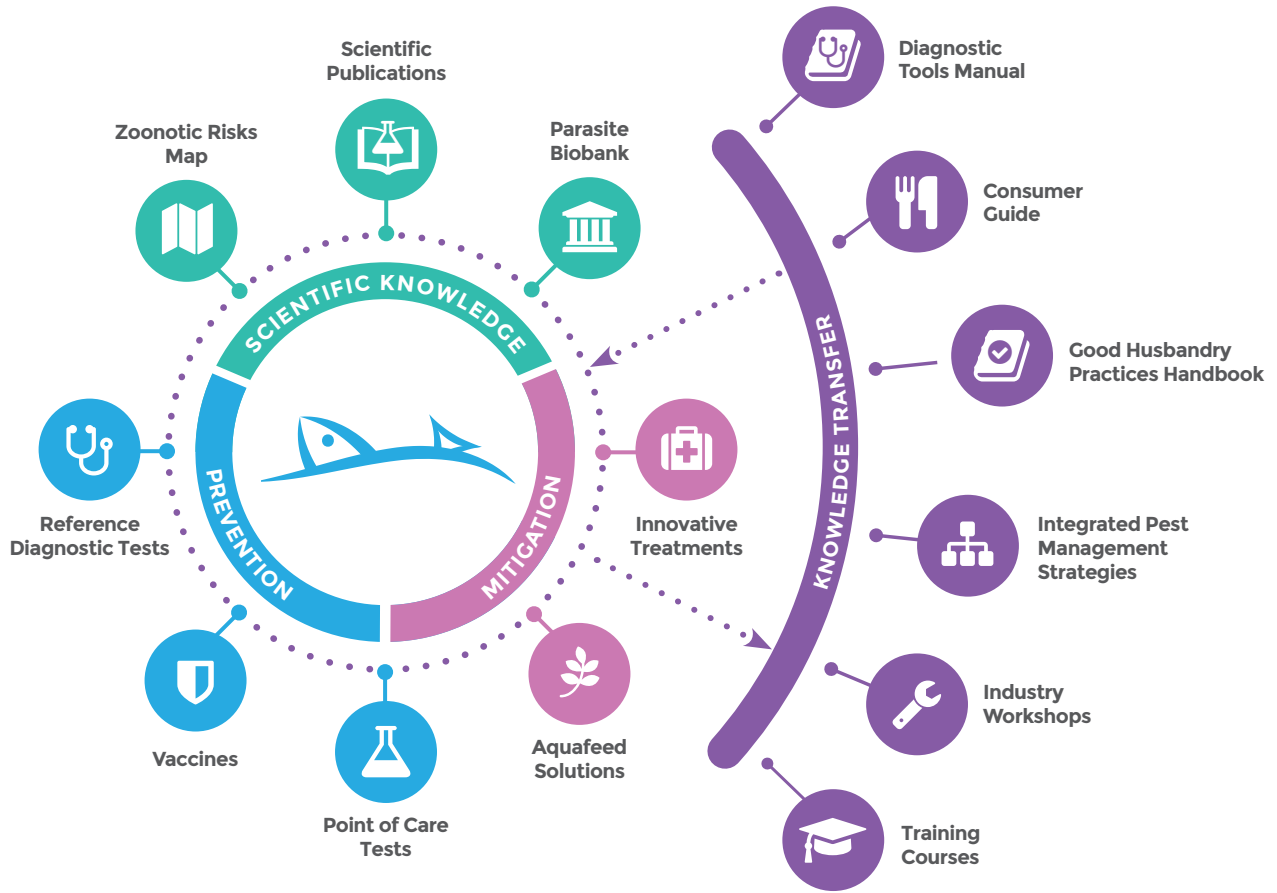 Scientific
Publications
Zoonotic Risks
Map
Parasite
Biobank
SCIENTIFIC KNOWLEDGE
PREVENTION
MITIGATION
Reference
Diagnostic Tests
Vaccines
Point of Care
Tests
Aquafeed
Solutions
Innovative
Treatments
KNOWLEDGE TRANSFER
Diagnostic
Tools Manual
Consumer
Guide
Good Husbandry
Practices Handbook
Integrated Pest
Management
Strategies
Industry
Workshops
Training
Courses